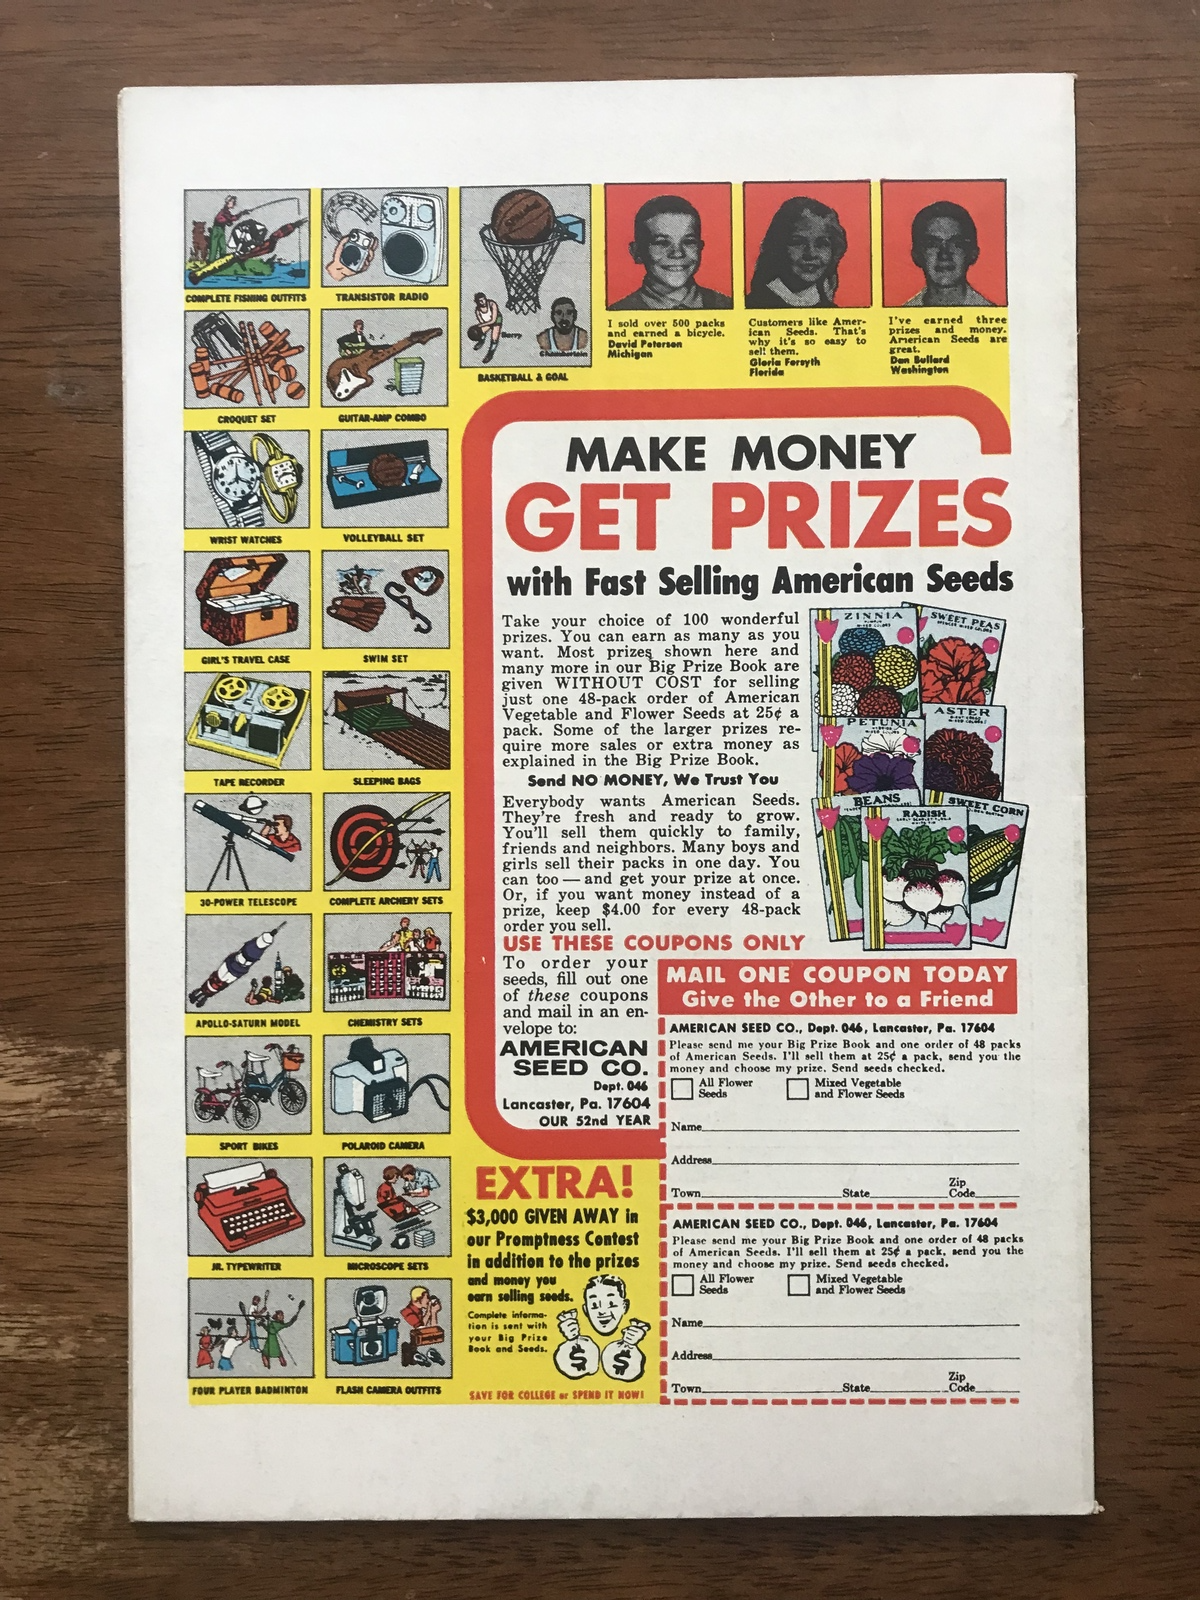 COMPLETE FISHING OUTFITS
TRANSISTOR RADIO
CROQUET SET
GUITAR-AMP COMBO
WRIST WATCHES
VOLLEYBALL SET
GIRL'S TRAVEL CASE
SWIM SET
TAPE RECORDER
SLEEPING BAGS
30-POWER TELESCOPE
COMPLETE ARCHERY SETS
APOLLO-SATURN MODEL
CHEMISTRY SETS
SPORT BIKES
POLAROID CAMERA
JR. TYPEWRITER
MICROSCOPE SETS
FOUR PLAYER BADMINTON
FLASH CAMERA OUTFITS
Barry
Chamberlain
BASKETBALL & GOAL
I sold over 500 packs
and earned a bicycle.
David Peterson
Michigan
Customers like Amer-
ican Seeds. That's
why it's so easy to
sell them.
Gloria Forsyth
Florida
I've earned three
prizes and money.
American Seeds are
great.
Dan Bullard
Washington
MAKE MONEY
GET PRIZES
with Fast Selling American Seeds
Take your choice of 100 wonderful
prizes. You can earn as many as you
want. Most prizes shown here and
many more in our Big Prize Book are
given WITHOUT COST for selling
just one 48-pack order of American
Vegetable and Flower Seeds at 25¢ a
pack. Some of the larger prizes re-
quire more sales or extra money as
explained in the Big Prize Book.
Send NO MONEY, We Trust You
Everybody wants American Seeds.
They're fresh and ready to grow.
You'll sell them quickly to family,
friends and neighbors. Many boys and
girls sell their packs in one day. You
can too — and get your prize at once.
Or, if you want money instead of a
prize, keep $4.00 for every 48-pack
order you sell.
USE THESE COUPONS ONLY
To order your
seeds, fill out one
of these coupons
and mail in an en-
velope to:
AMERICAN
SEED CO.
Dept. 046
Lancaster, Pa. 17604
OUR 52nd YEAR
ZINNIA
MIXED COLORS
SWEET PEAS
MIXED COLORS
PETUNIA
MIXED COLORS
ASTER
MIXED COLORS
BEANS
SWEET CORN
RADISH
MAIL ONE COUPON TODAY
Give the Other to a Friend
AMERICAN SEED CO., Dept. 046, Lancaster, Pa. 17604
Please send me your Big Prize Book and one order of 48 packs
of American Seeds. I'll sell them at 25¢ a pack, send you the
money and choose my prize. Send seeds checked.
All Flower Seeds
Mixed Vegetable and Flower Seeds
Name
Address
Town State Zip Code
AMERICAN SEED CO., Dept. 046, Lancaster, Pa. 17604
Please send me your Big Prize Book and one order of 48 packs
of American Seeds. I'll sell them at 25¢ a pack, send you the
money and choose my prize. Send seeds checked.
All Flower Seeds
Mixed Vegetable and Flower Seeds
Name
Address
Town State Zip Code
EXTRA!
$3,000 GIVEN AWAY in
our Promptness Contest
in addition to the prizes
and money you
earn selling seeds.
Complete informa-
tion is sent with
your Big Prize
Book and Seeds.
$ $
SAVE FOR COLLEGE or SPEND IT NOW!